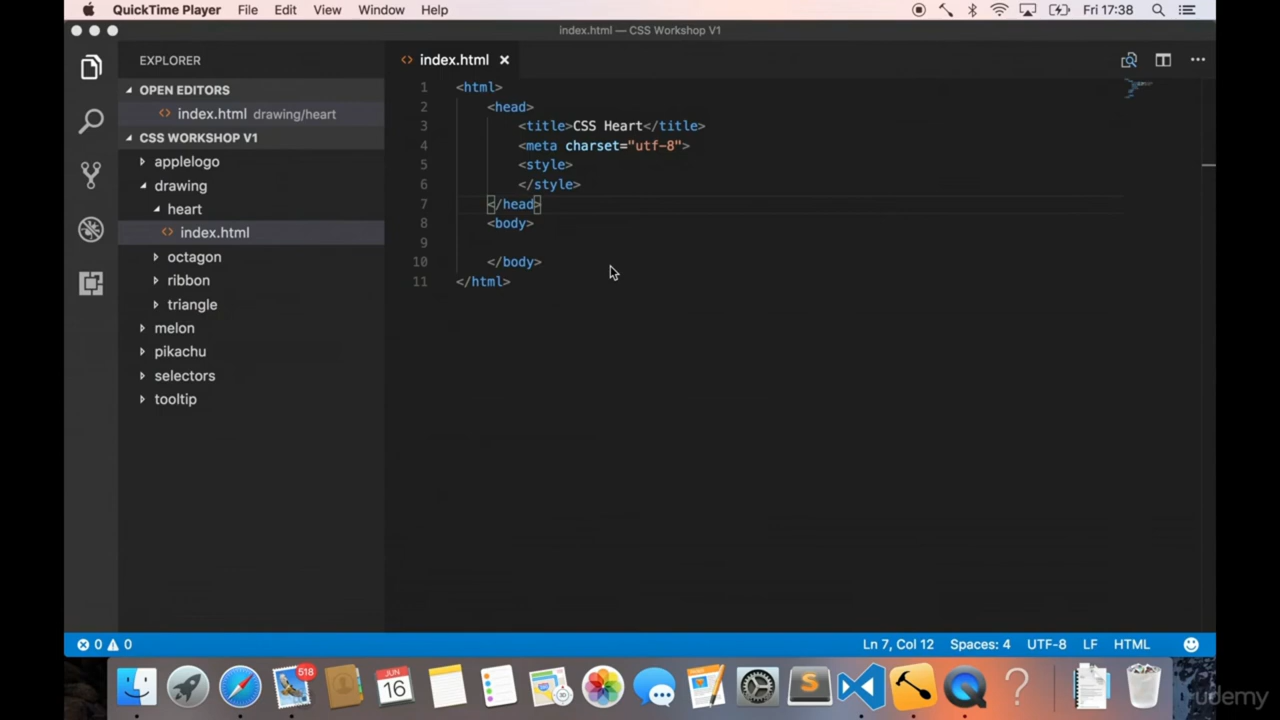 QuickTime Player File Edit View Window Help Fri 17:38
index.html — CSS Workshop V1
EXPLORER
OPEN EDITORS
index.html drawing/heart
CSS WORKSHOP V1
applelogo
drawing
heart
index.html
octagon
ribbon
triangle
melon
pikachu
selectors
tooltip
index.html
1 <html>
2 <head>
3 <title>CSS Heart</title>
4 <meta charset="utf-8">
5 <style>
6 </style>
7 </head>
8 <body>
9
10 </body>
11 </html>
0 0 Ln 7, Col 12 Spaces: 4 UTF-8 LF HTML
518
JUN
16
udemy